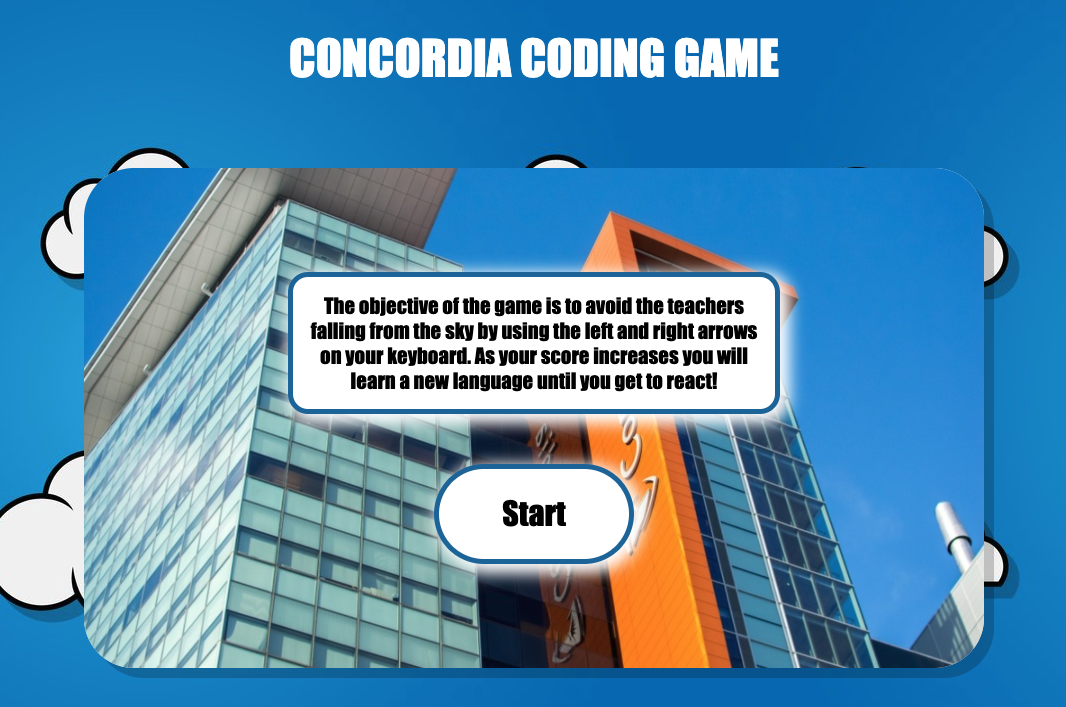 CONCORDIA CODING GAME
The objective of the game is to avoid the teachers
falling from the sky by using the left and right arrows
on your keyboard. As your score increases you will
learn a new language until you get to react!
Start